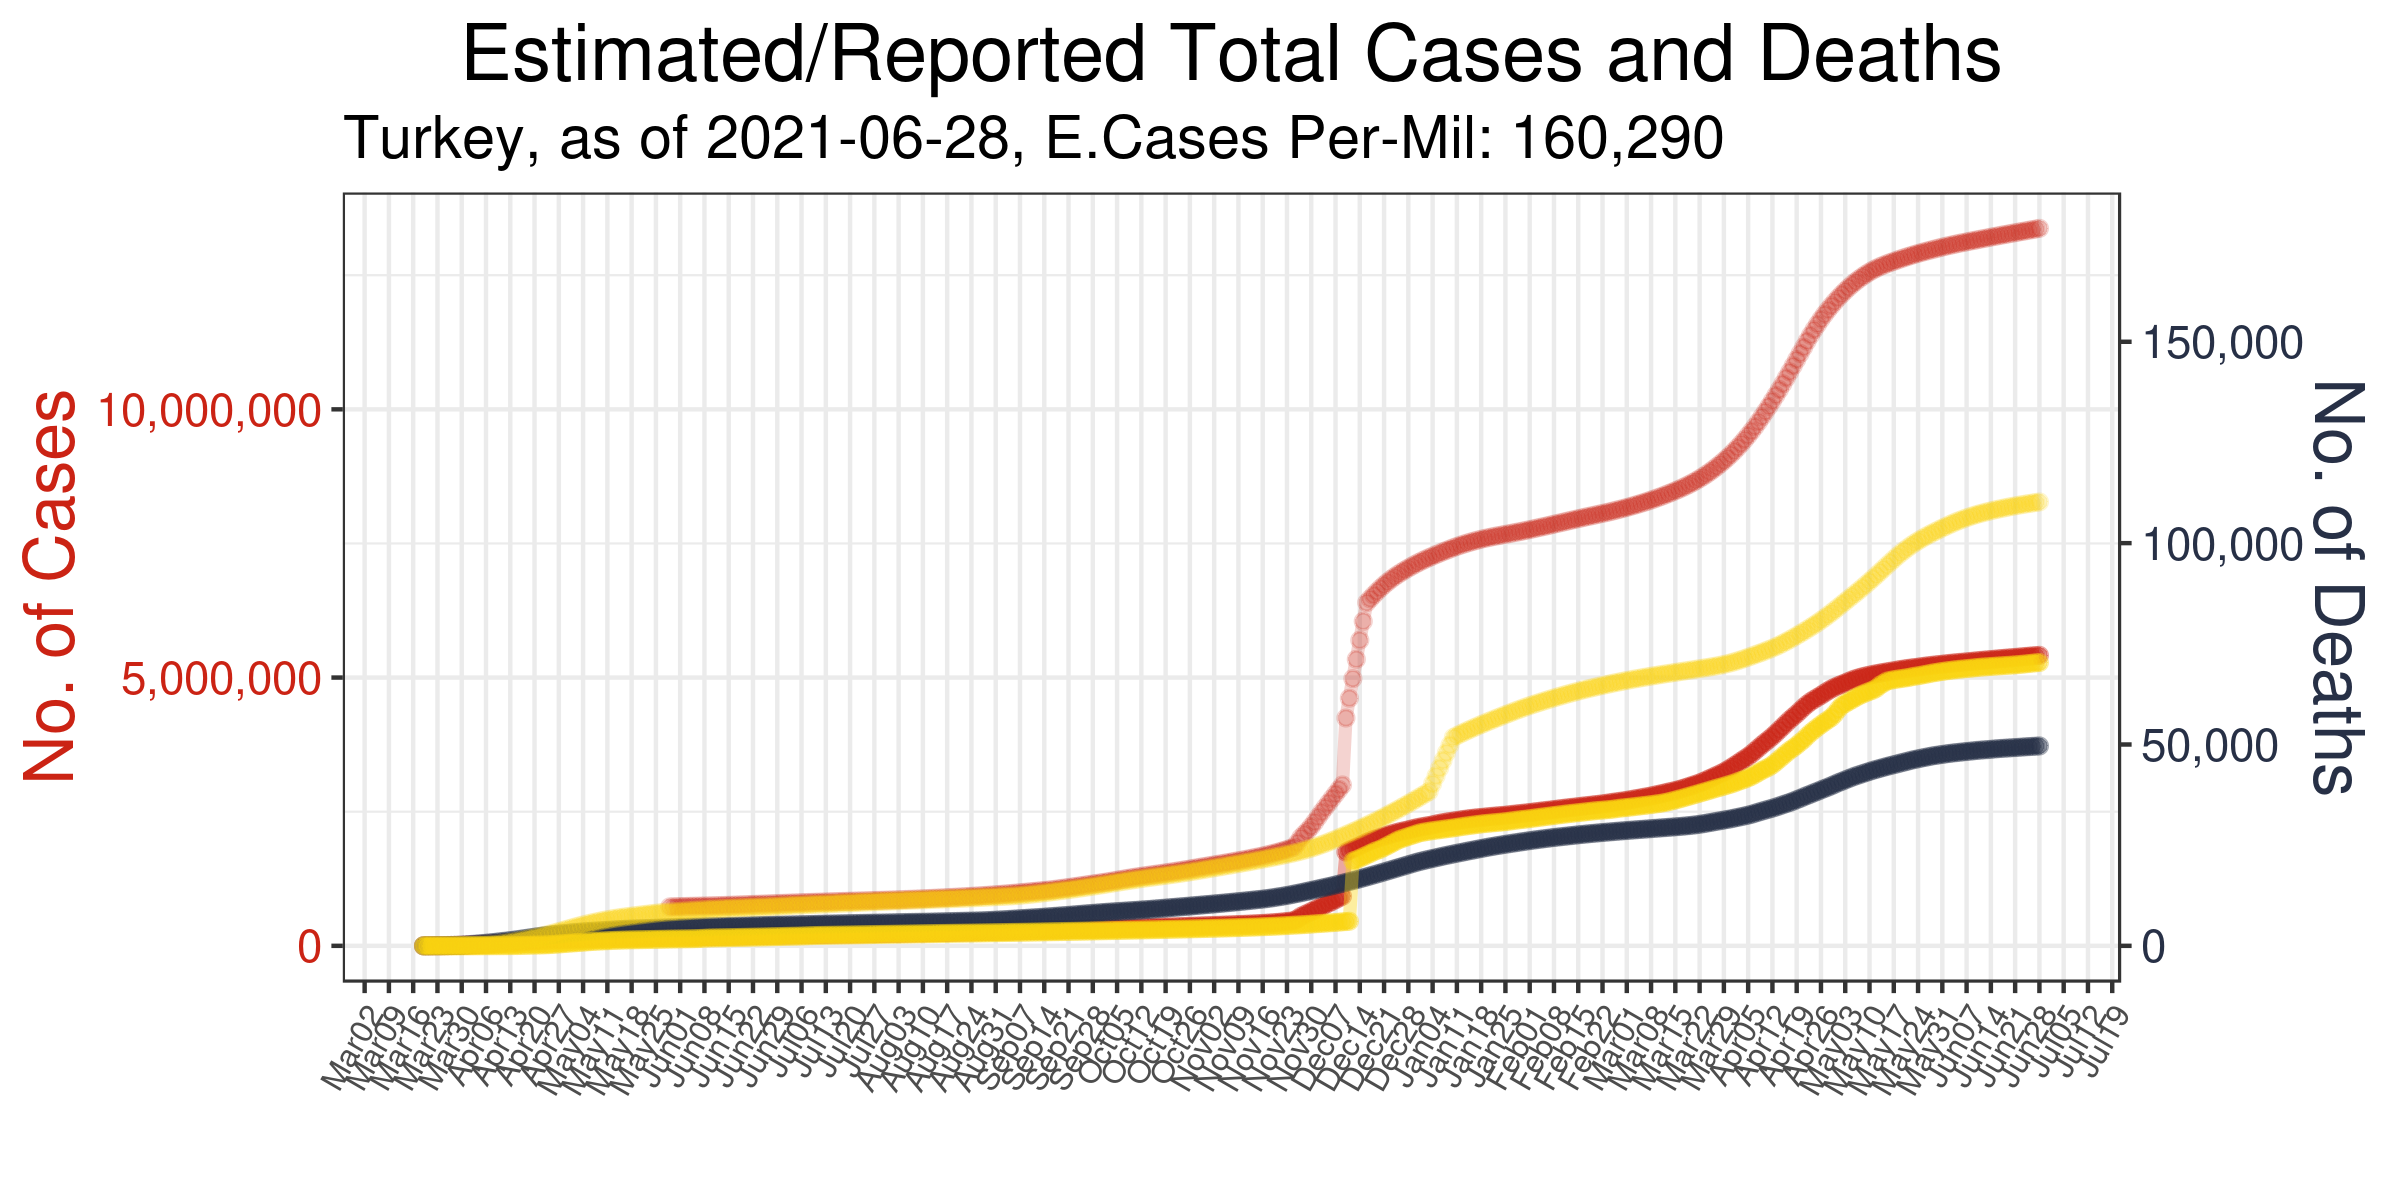 Estimated/Reported Total Cases and Deaths
Turkey, as of 2021-06-28, E.Cases Per-Mil: 160,290
No. of Cases
10,000,000
5,000,000
0
150,000
100,000
50,000
0
No. of Deaths
Mar02
Mar09
Mar16
Mar23
Mar30
Apr06
Apr13
Apr20
Apr27
May04
May11
May18
May25
Jun01
Jun08
Jun15
Jun22
Jun29
Jul06
Jul13
Jul20
Jul27
Aug03
Aug10
Aug17
Aug24
Aug31
Sep07
Sep14
Sep21
Sep28
Oct05
Oct12
Oct19
Oct26
Nov02
Nov09
Nov16
Nov23
Nov30
Dec07
Dec14
Dec21
Dec28
Jan04
Jan11
Jan18
Jan25
Feb01
Feb08
Feb15
Feb22
Mar01
Mar08
Mar15
Mar22
Mar29
Apr05
Apr12
Apr19
Apr26
May03
May10
May17
May24
May31
Jun07
Jun14
Jun21
Jun28
Jul05
Jul12
Jul19